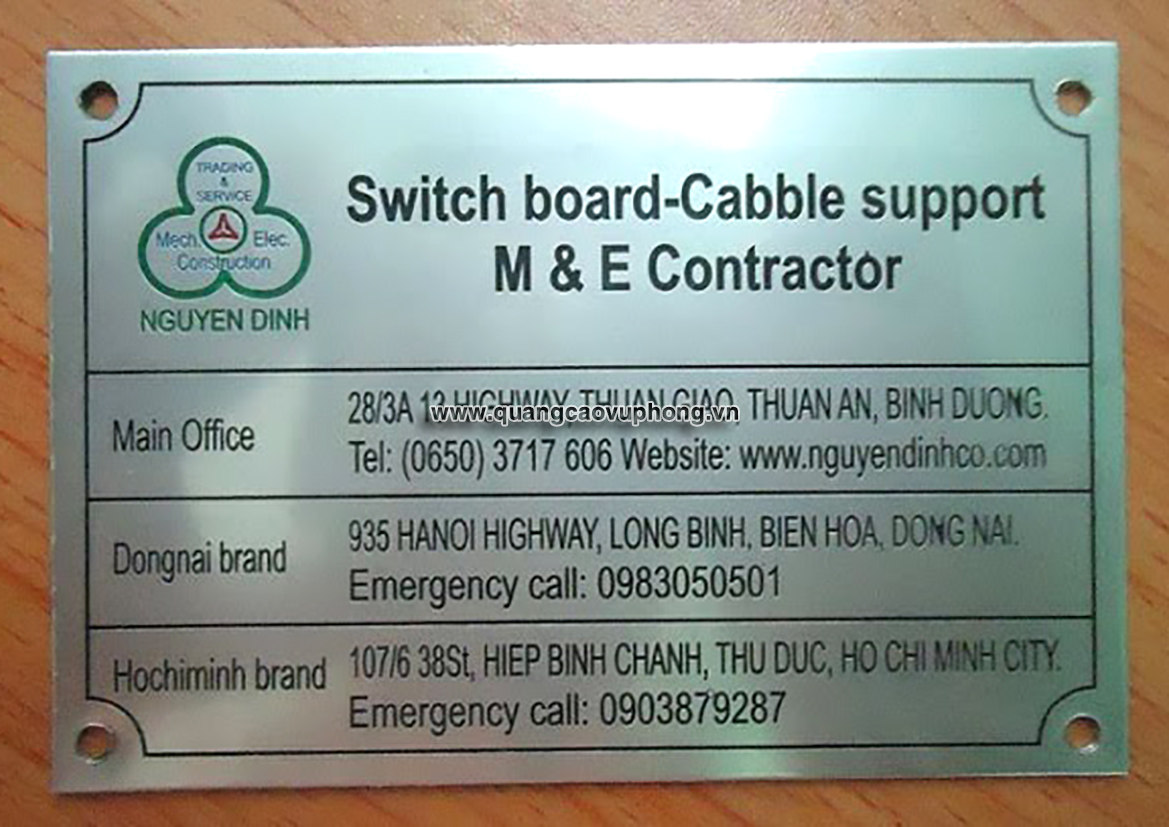 TRADING
&
SERVICE
Mech. Elec.
Construction
NGUYEN DINH
Switch board-Cabble support
M & E Contractor
Main Office
28/3A 13 HIGHWAY, THUAN GIAO, THUAN AN, BINH DUONG.
www.quangcaovuphong.vn
Tel: (0650) 3717 606 Website: www.nguyendinhco.com
Dongnai brand
935 HANOI HIGHWAY, LONG BINH, BIEN HOA, DONG NAI.
Emergency call: 0983050501
Hochiminh brand
107/6 38St, HIEP BINH CHANH, THU DUC, HO CHI MINH CITY.
Emergency call: 0903879287